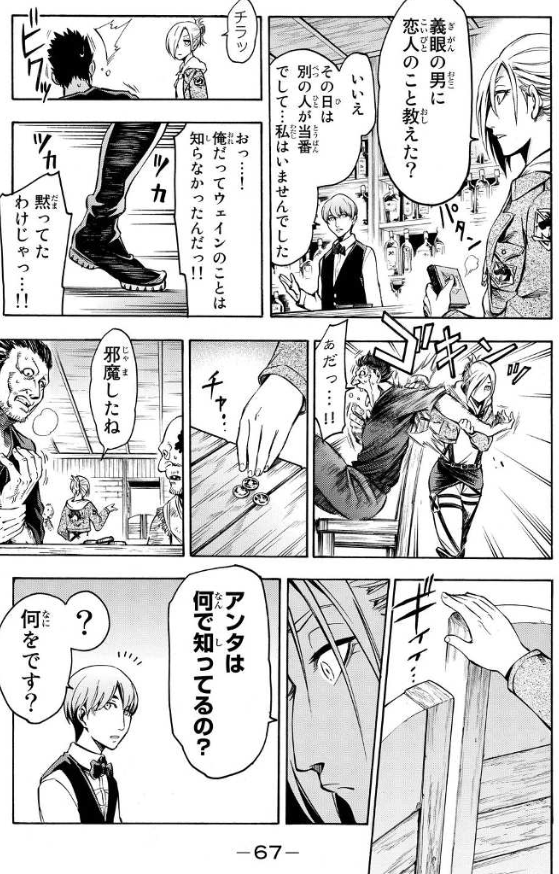 義眼の男に
恋人のこと教えた？
パタン
いいえ
その日は
別の人が当番
でして…私はいませんでした
チラッ
ビクッ
おっ…！
俺だってウェインのことは
知らなかったんだっ!!
ツカ
ツカ
黙ってた
わけじゃっ…!!
ゴキン
あだっ…!!
チャ…
邪魔したね
ギイィ…
アンタは
何で知ってるの？
？
何をです？
－67－